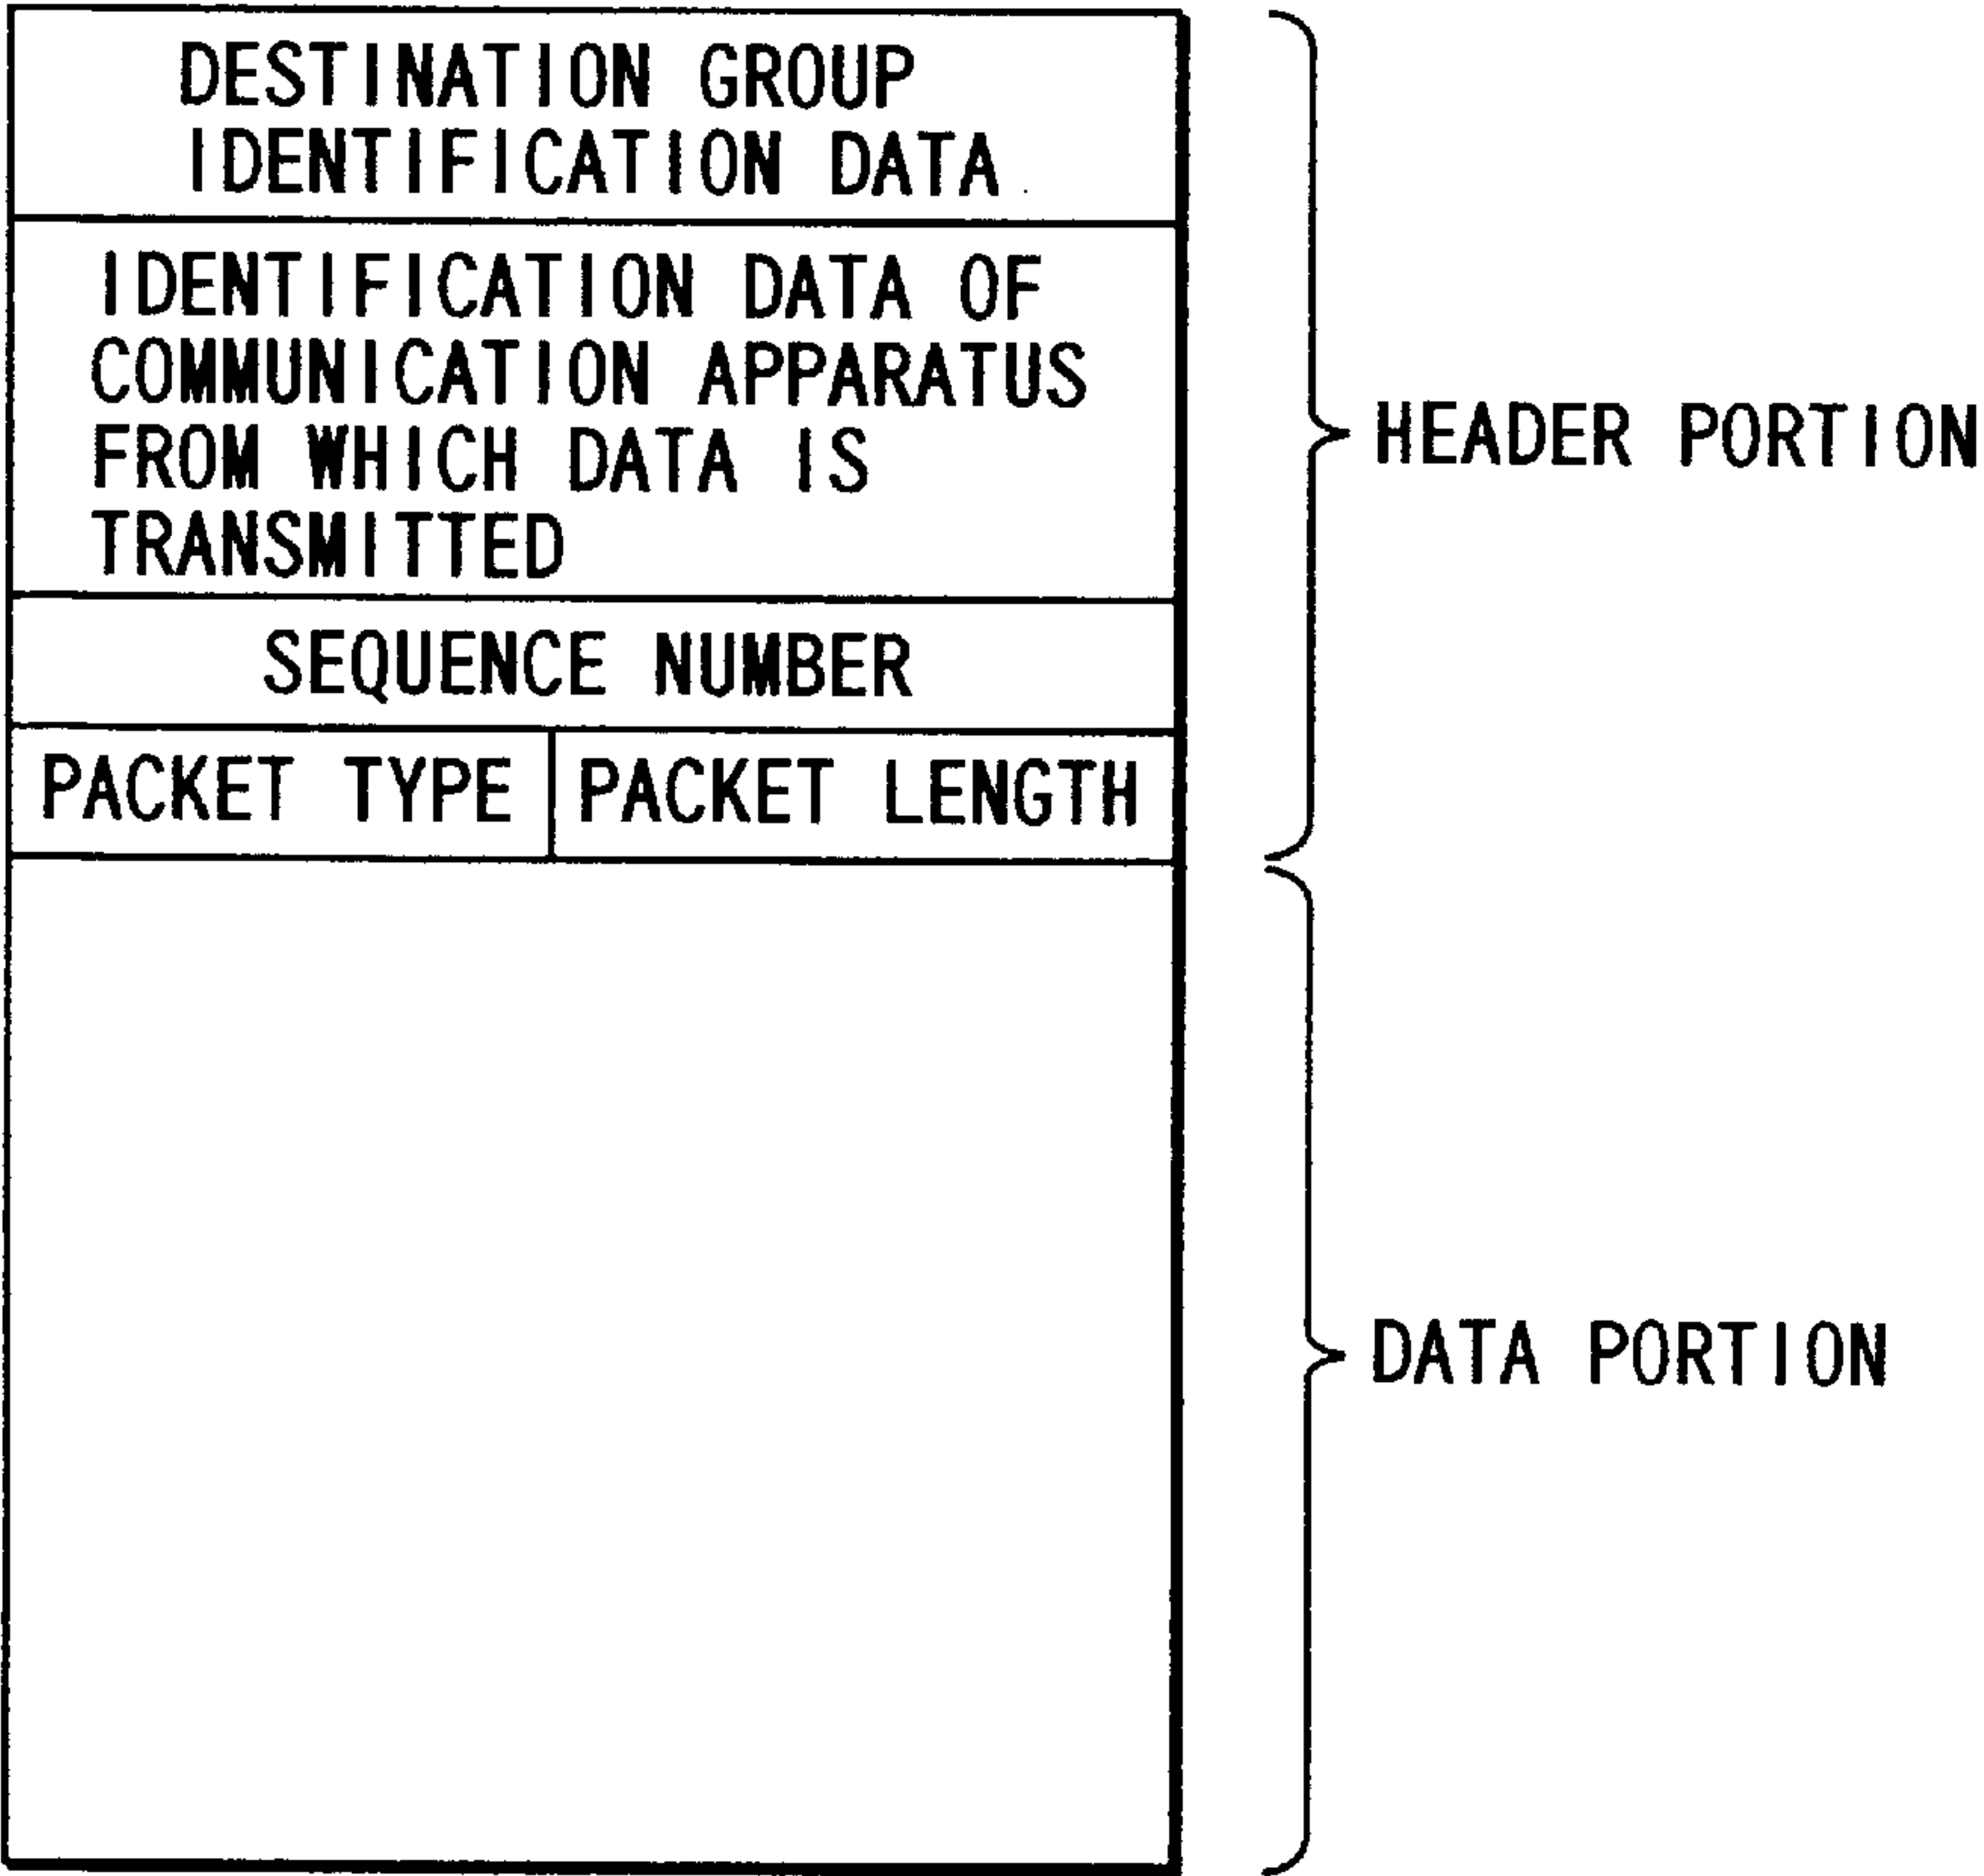 DESTINATION GROUP
IDENTIFICATION DATA
IDENTIFICATION DATA OF
COMMUNICATION APPARATUS
FROM WHICH DATA IS
TRANSMITTED
SEQUENCE NUMBER
PACKET TYPE PACKET LENGTH
HEADER PORTION
DATA PORTION